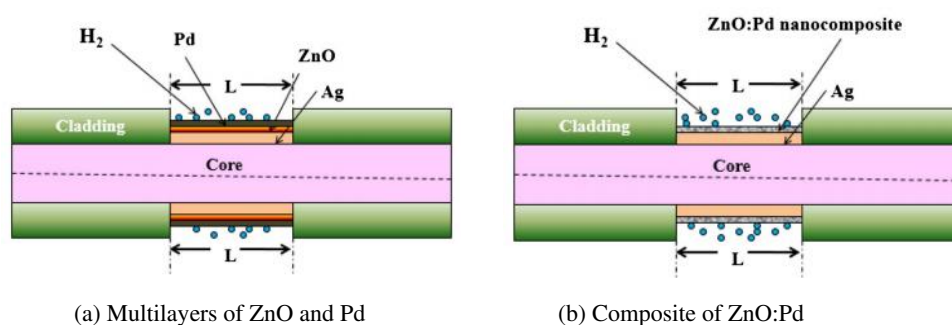 H₂
Pd
ZnO
L
Ag
Cladding
Core
L
(a) Multilayers of ZnO and Pd
ZnO:Pd nanocomposite
H₂
L
Ag
Cladding
Core
L
(b) Composite of ZnO:Pd